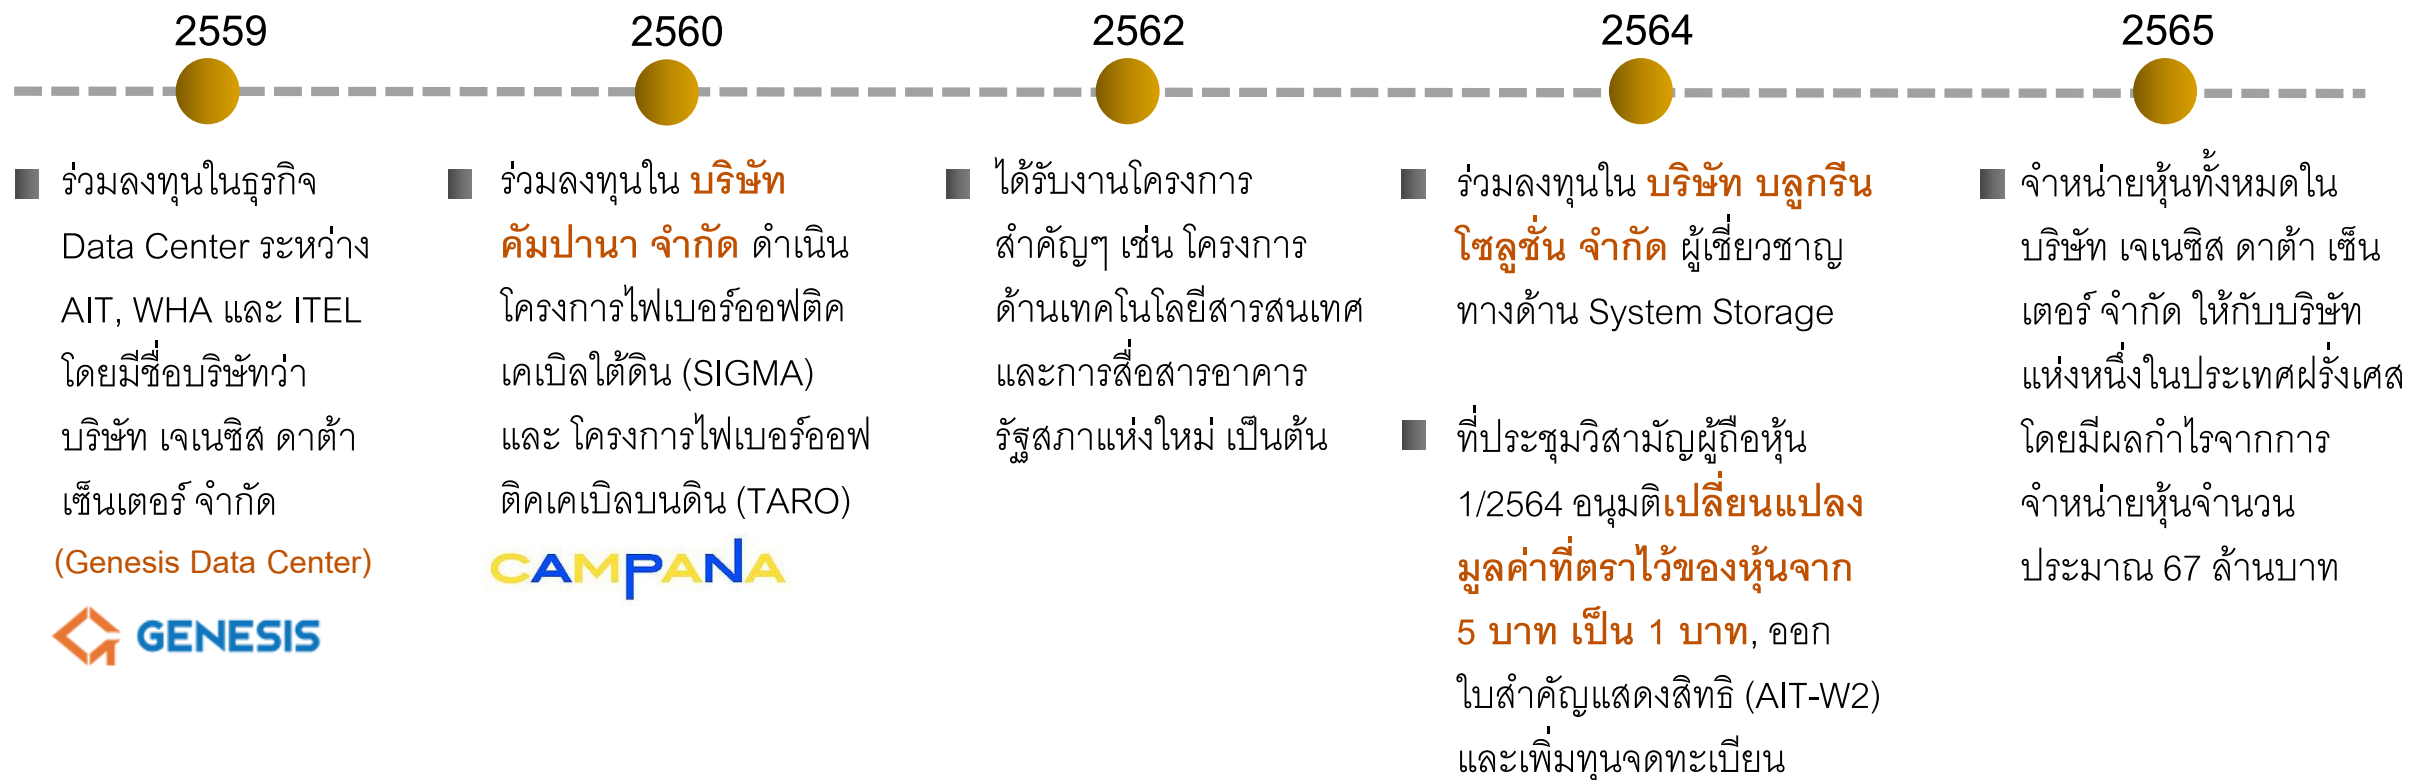 2559
ร่วมลงทุนในธุรกิจ
Data Center ระหว่าง
AIT, WHA และ ITEL
โดยมีชื่อบริษัทว่า
บริษัท เจเนซิส ดาต้า
เซ็นเตอร์ จำกัด
(Genesis Data Center)
GENESIS
2560
ร่วมลงทุนใน บริษัท
คัมปานา จำกัด ดำเนิน
โครงการไฟเบอร์ออฟติค
เคเบิลใต้ดิน (SIGMA)
และ โครงการไฟเบอร์ออฟ
ติคเคเบิลบนดิน (TARO)
CAMPANA
2562
ได้รับงานโครงการ
สำคัญๆ เช่น โครงการ
ด้านเทคโนโลยีสารสนเทศ
และการสื่อสารอาคาร
รัฐสภาแห่งใหม่ เป็นต้น
2564
ร่วมลงทุนใน บริษัท บลูกรีน
โซลูชั่น จำกัด ผู้เชี่ยวชาญ
ทางด้าน System Storage
ที่ประชุมวิสามัญผู้ถือหุ้น
1/2564 อนุมัติเปลี่ยนแปลง
มูลค่าที่ตราไว้ของหุ้นจาก
5 บาท เป็น 1 บาท, ออก
ใบสำคัญแสดงสิทธิ (AIT-W2)
และเพิ่มทุนจดทะเบียน
2565
จำหน่ายหุ้นทั้งหมดใน
บริษัท เจเนซิส ดาต้า เซ็น
เตอร์ จำกัด ให้กับบริษัท
แห่งหนึ่งในประเทศฝรั่งเศส
โดยมีผลกำไรจากการ
จำหน่ายหุ้นจำนวน
ประมาณ 67 ล้านบาท